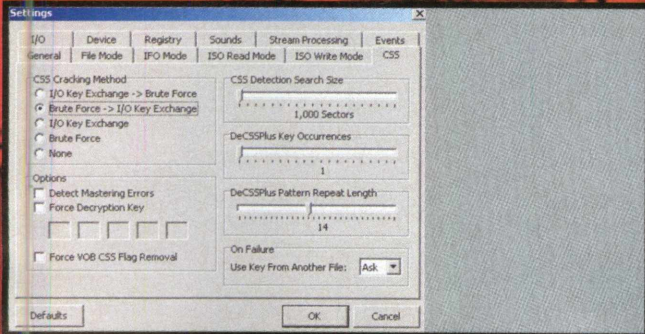 Settings
I/O Device Registry Sounds Stream Processing Events
General File Mode IFO Mode ISO Read Mode ISO Write Mode CSS
CSS Cracking Method
I/O Key Exchange -> Brute Force
Brute Force -> I/O Key Exchange
I/O Key Exchange
Brute Force
None
Options
Detect Mastering Errors
Force Decryption Key
Force VOB CSS Flag Removal
CSS Detection Search Size
1,000 Sectors
DeCSSPlus Key Occurrences
1
DeCSSPlus Pattern Repeat Length
14
On Failure
Use Key From Another File: Ask
Defaults OK Cancel